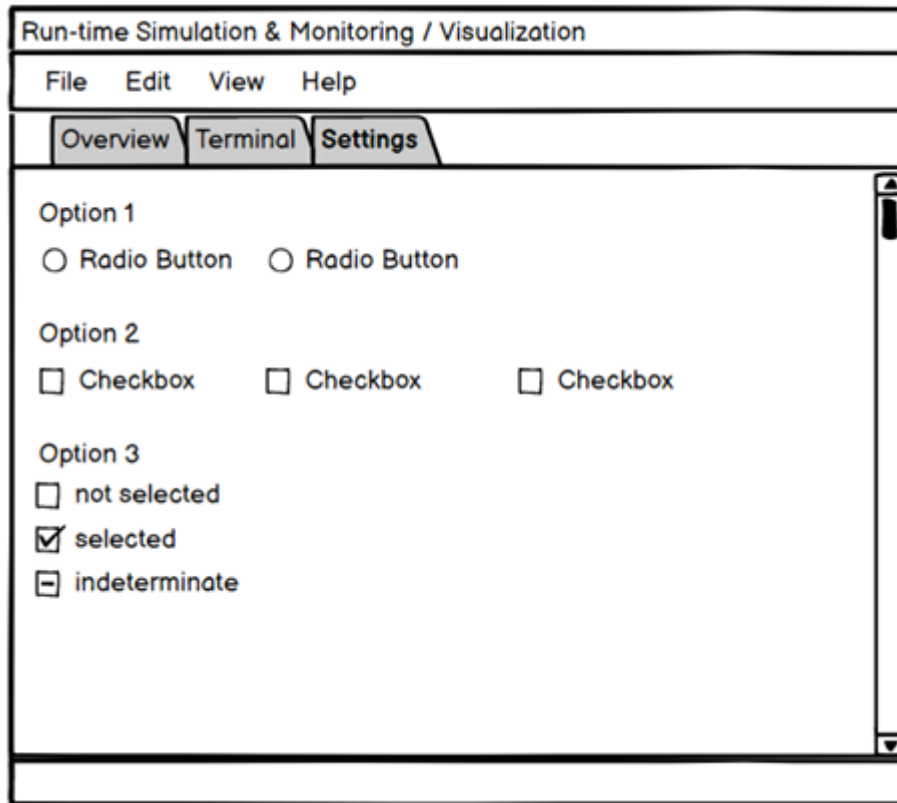 Run-time Simulation & Monitoring / Visualization
File Edit View Help
Overview Terminal Settings
Option 1
Radio Button Radio Button
Option 2
Checkbox Checkbox Checkbox
Option 3
not selected
selected
indeterminate